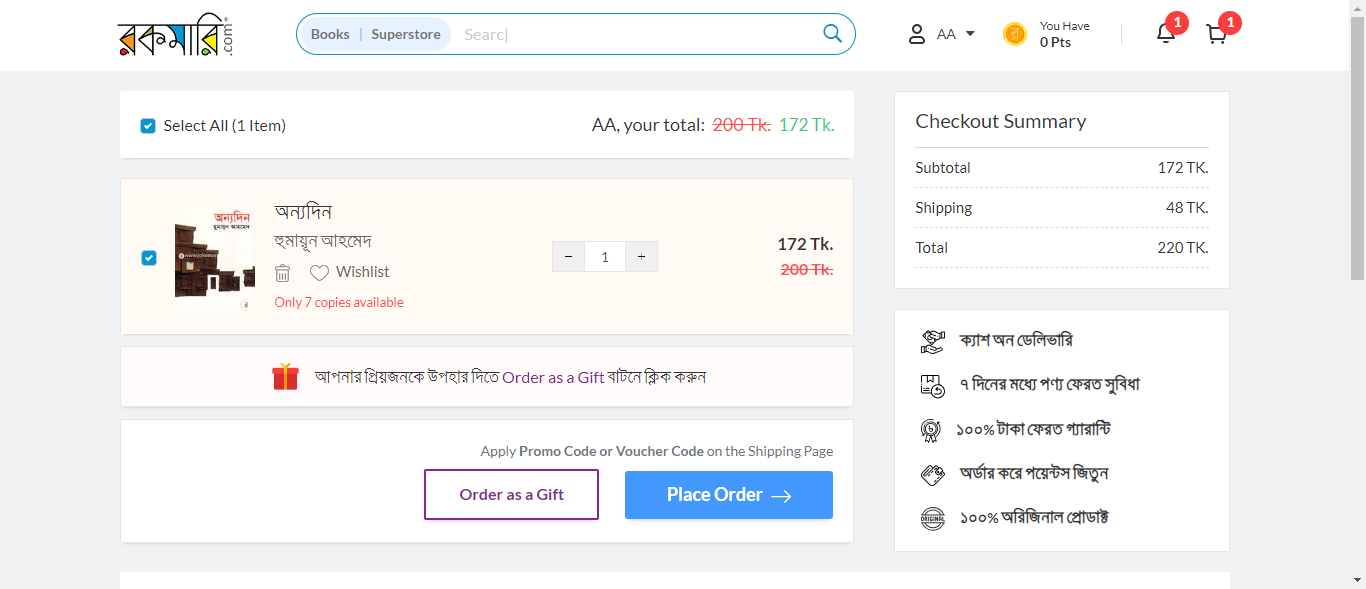 রকমারি.com
Books | Superstore Searc
AA
You Have
0 Pts
1
1
Select All (1 Item)
AA, your total: 200 Tk. 172 Tk.
অন্যদিন
হুমায়ূন আহমেদ
অন্যদিন
হুমায়ূন আহমেদ
Wishlist
Only 7 copies available
− 1 +
172 Tk.
200 Tk.
আপনার প্রিয়জনকে উপহার দিতে Order as a Gift বাটনে ক্লিক করুন
Apply Promo Code or Voucher Code on the Shipping Page
Order as a Gift
Place Order →
Checkout Summary
Subtotal 172 TK.
Shipping 48 TK.
Total 220 TK.
ক্যাশ অন ডেলিভারি
৭ দিনের মধ্যে পণ্য ফেরত সুবিধা
১০০% টাকা ফেরত গ্যারান্টি
অর্ডার করে পয়েন্টস জিতুন
ORIGINAL
১০০% অরিজিনাল প্রোডাক্ট